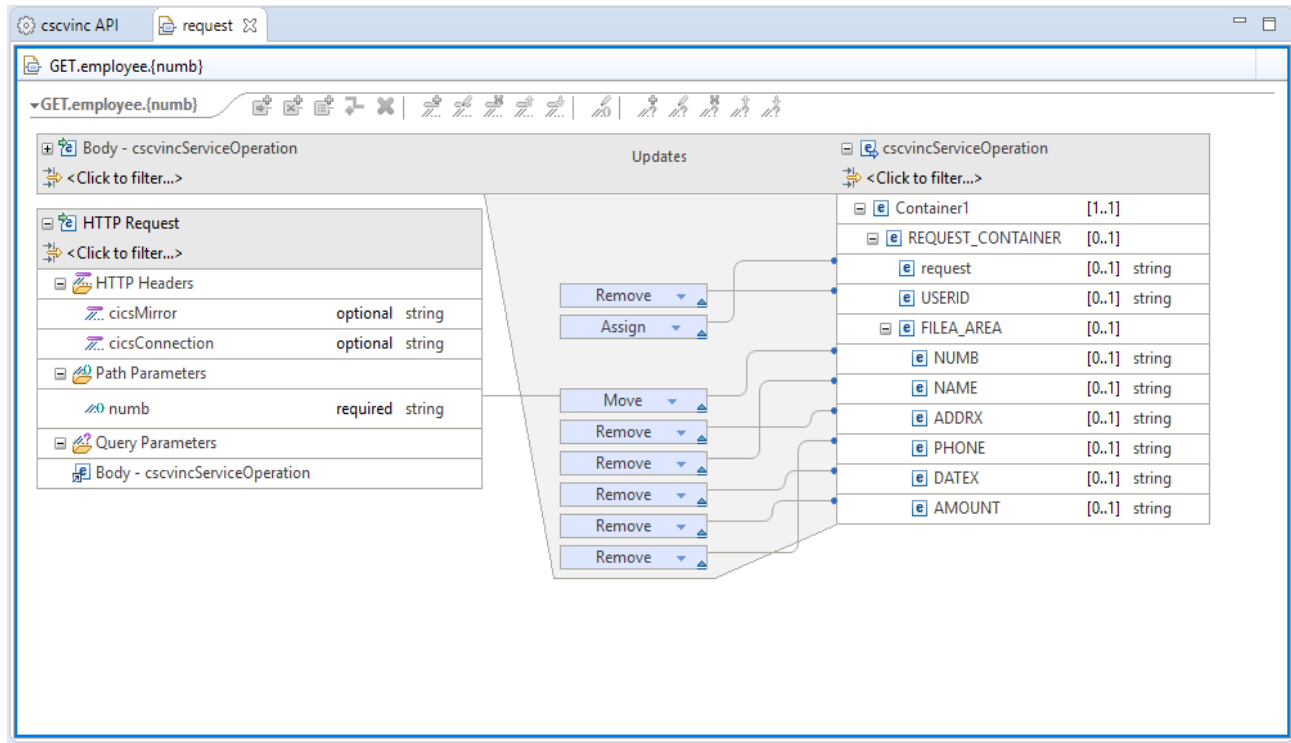 cscvinc API request
GET.employee.{numb}
GET.employee.{numb}
Body - cscvincServiceOperation
<Click to filter...>
Updates
cscvincServiceOperation
<Click to filter...>
HTTP Request
<Click to filter...>
HTTP Headers
cicsMirror optional string
cicsConnection optional string
Path Parameters
numb required string
Query Parameters
Body - cscvincServiceOperation
Remove
Assign
Move
Remove
Remove
Remove
Remove
Remove
Container1 [1..1]
REQUEST_CONTAINER [0..1]
request [0..1] string
USERID [0..1] string
FILEA_AREA [0..1]
NUMB [0..1] string
NAME [0..1] string
ADDRX [0..1] string
PHONE [0..1] string
DATEX [0..1] string
AMOUNT [0..1] string